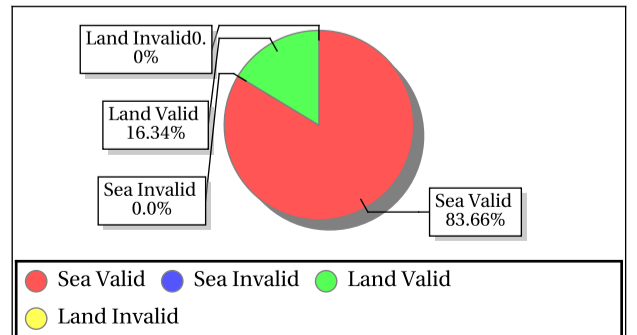 Land Invalid0.
0%
Land Valid
16.34%
Sea Invalid
0.0%
Sea Valid
83.66%
Sea Valid Sea Invalid Land Valid
Land Invalid